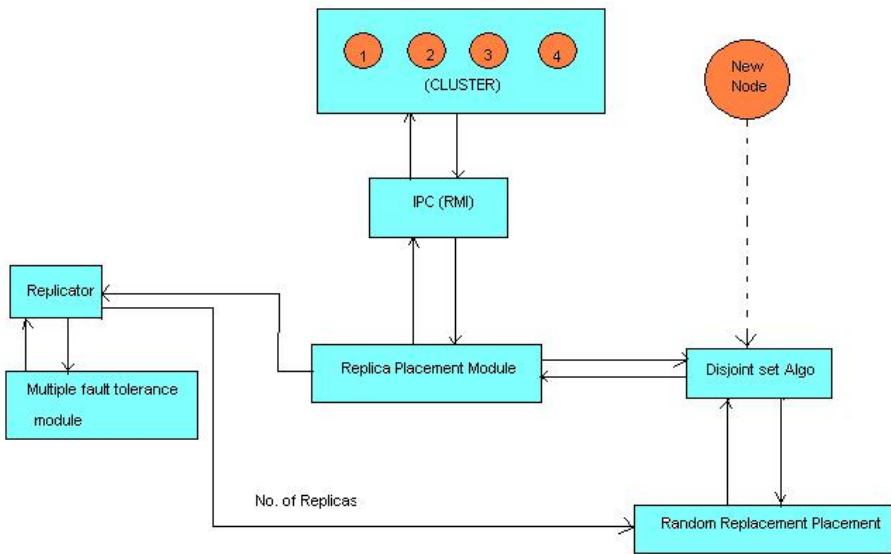 1 2 3 4
(CLUSTER)
New
Node
IPC (RMI)
Replicator
Replica Placement Module
Disjoint set Algo
Multiple fault tolerance
module
No. of Replicas
Random Replacement Placement